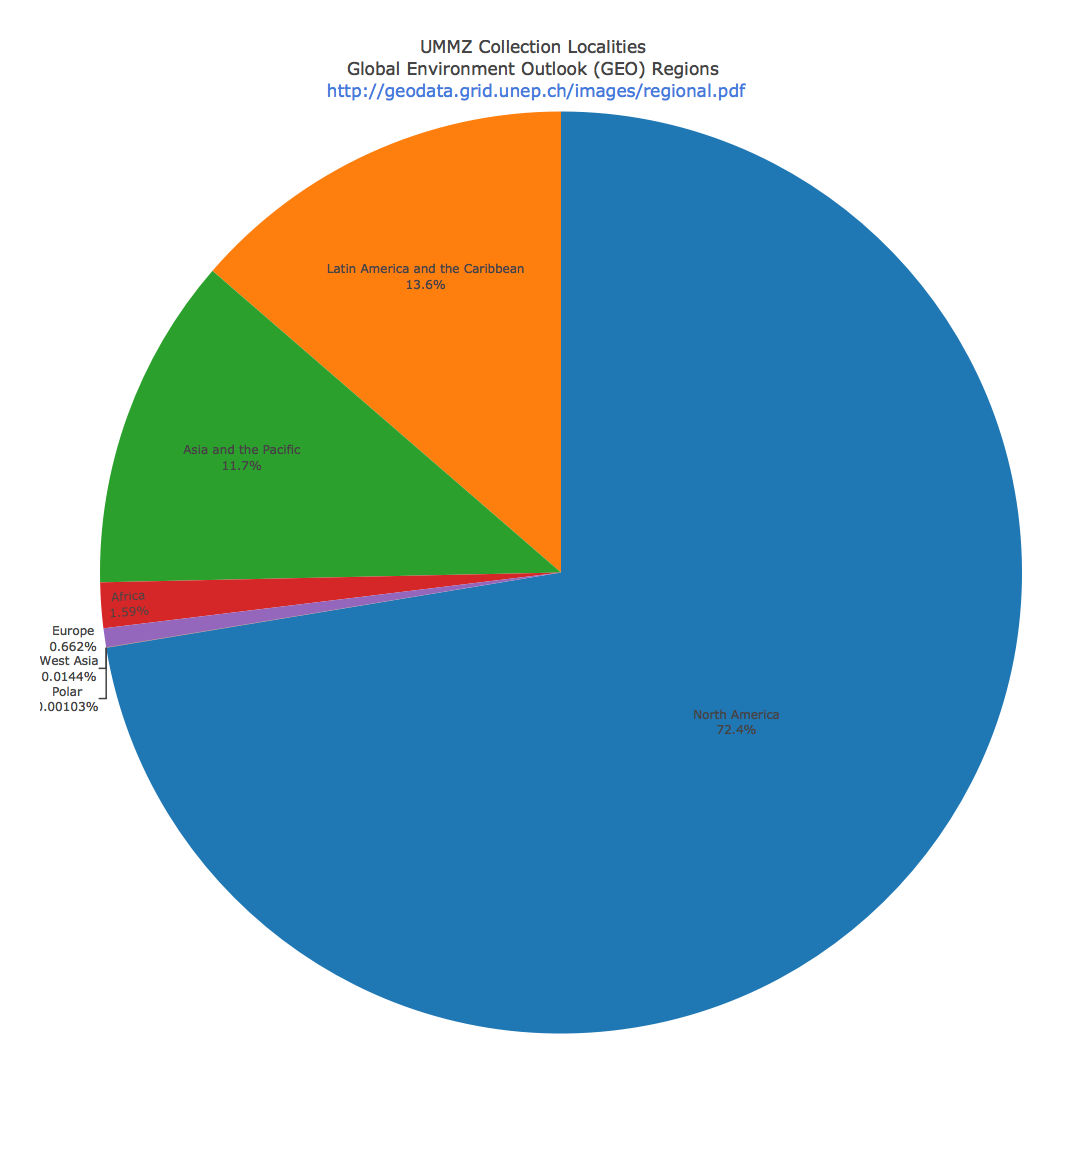 UMMZ Collection Localities
Global Environment Outlook (GEO) Regions
http://geodata.grid.unep.ch/images/regional.pdf
Latin America and the Caribbean
13.6%
Asia and the Pacific
11.7%
Africa
1.59%
Europe
0.662%
West Asia
0.0144%
Polar
0.00103%
North America
72.4%